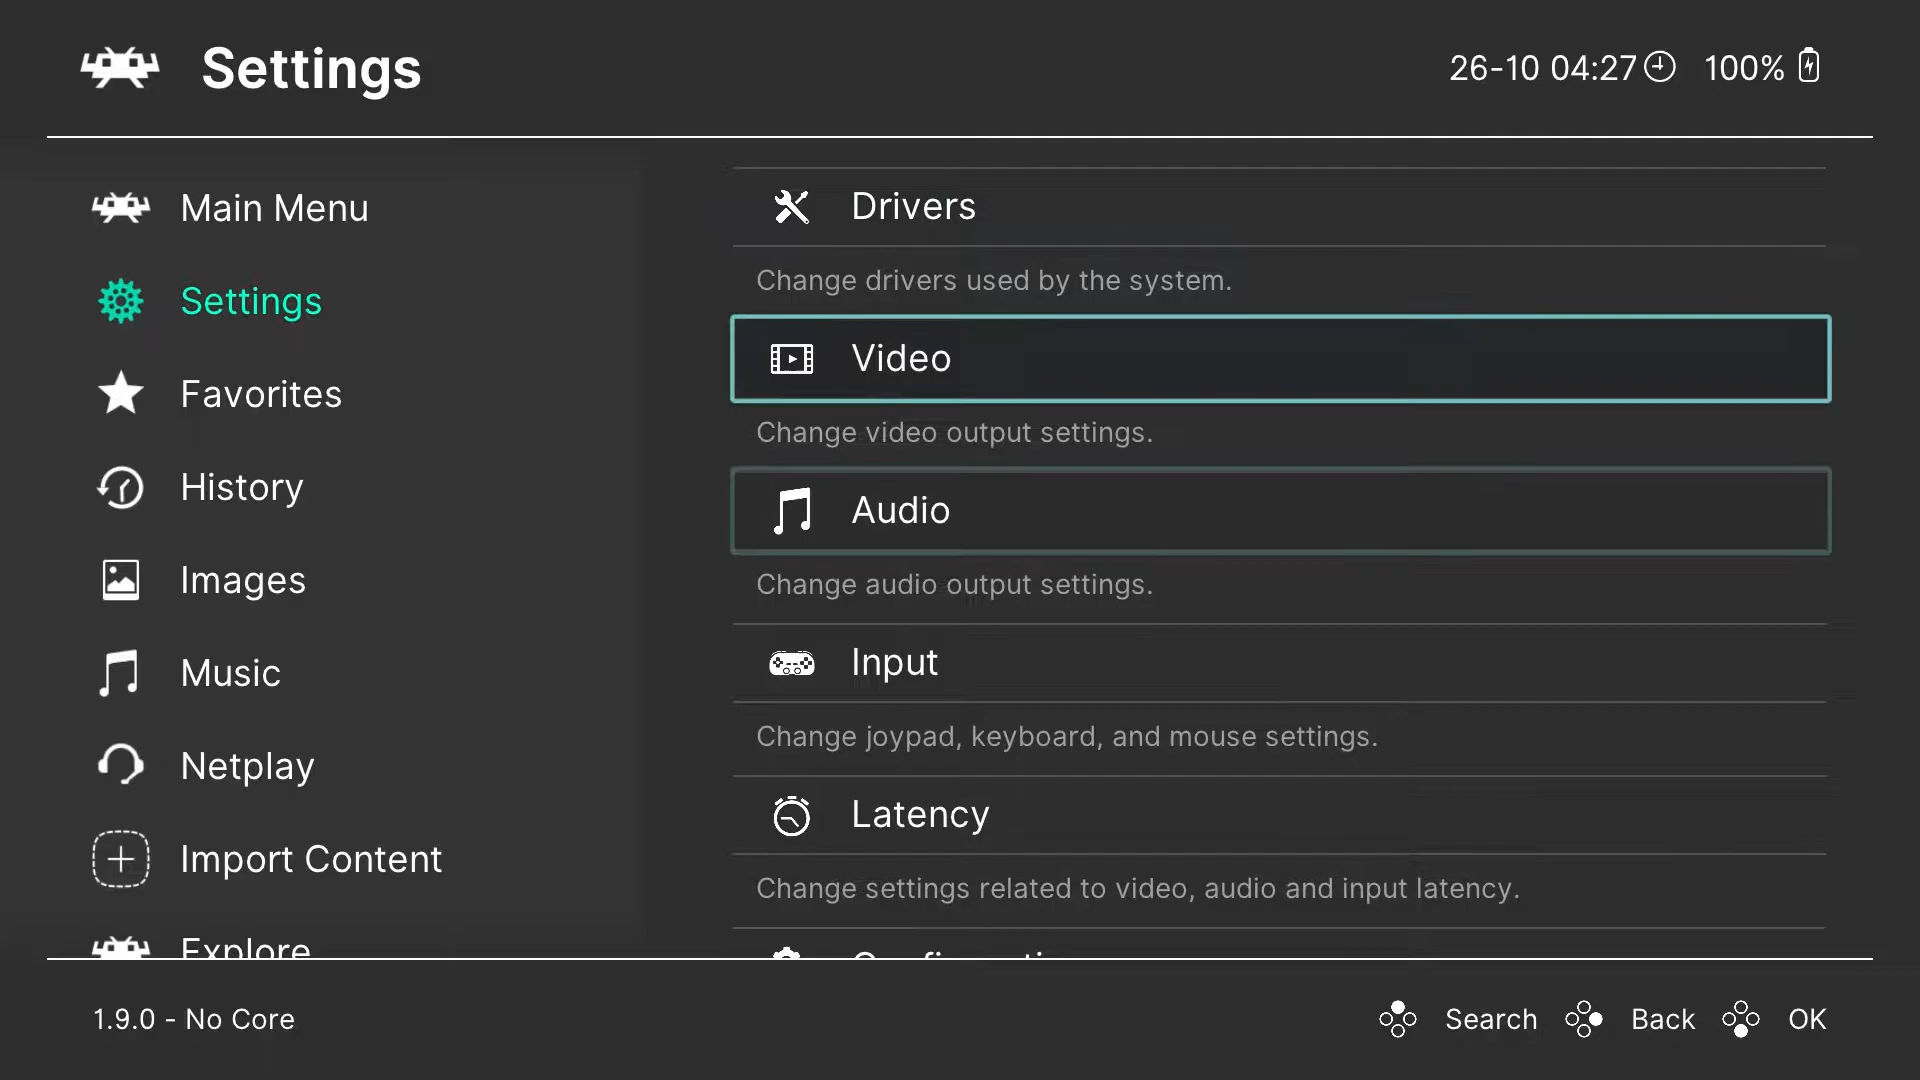 Settings
26-10 04:27
100%
Main Menu
Settings
Favorites
History
Images
Music
Netplay
Import Content
Explore
Drivers
Change drivers used by the system.
Video
Change video output settings.
Audio
Change audio output settings.
Input
Change joypad, keyboard, and mouse settings.
Latency
Change settings related to video, audio and input latency.
1.9.0 - No Core
Search
Back
OK